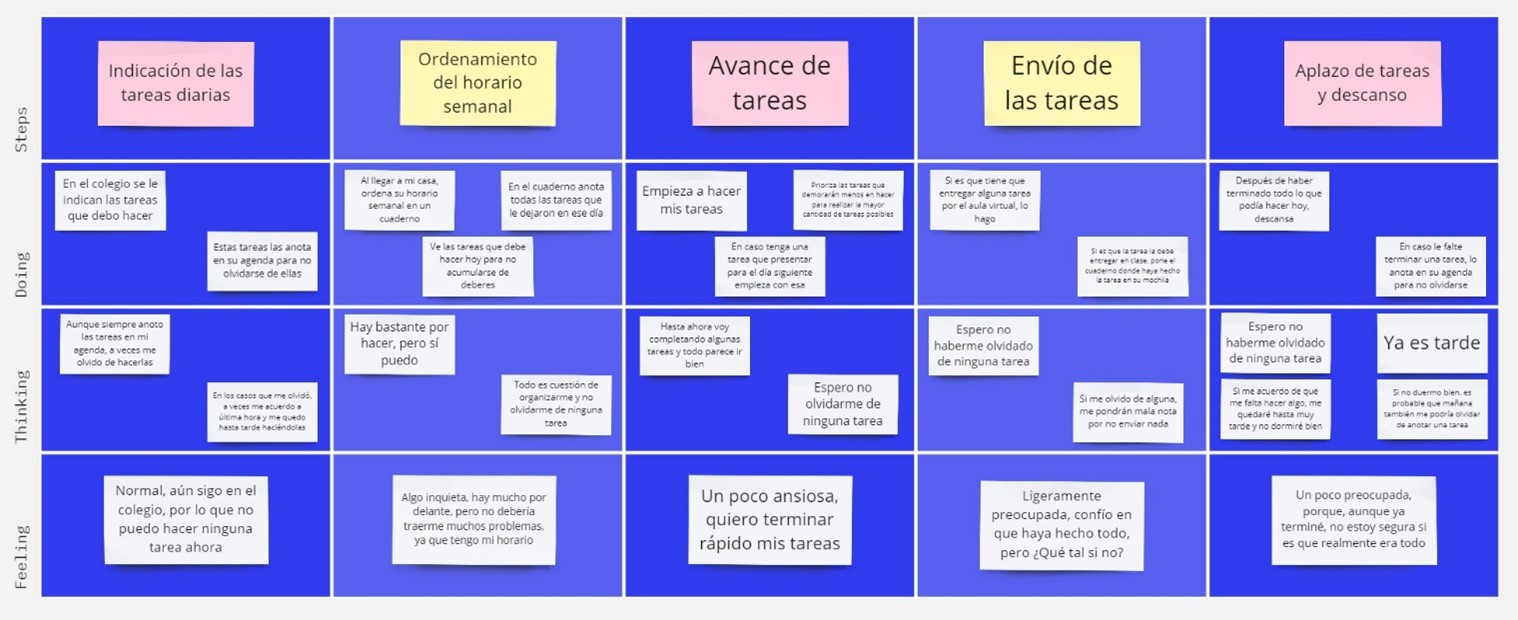 Steps
Indicación de las
tareas diarias
Ordenamiento
del horario
semanal
Avance de
tareas
Envío de
las tareas
Aplazo de tareas
y descanso
Doing
En el colegio se le
indican las tareas
que debo hacer
Estas tareas las anota
en su agenda para no
olvidarse de ellas
Al llegar a mi casa,
ordena su horario
semanal en un
cuaderno
En el cuaderno anota
todas las tareas que
le dejaron en ese día
Ve las tareas que debe
hacer hoy para no
acumularse de
deberes
Empieza a hacer
mis tareas
Prioriza las tareas que
demorarán menos en hacer
para realizar la mayor
cantidad de tareas posibles
En caso tenga una
tarea que presentar
para el día siguiente
empieza con esa
Si es que tiene que
entregar alguna tarea
por el aula virtual, lo
hago
Si es que la tarea la debe
entregar en clase, pone el
cuaderno donde haya hecho
la tarea en su mochila
Después de haber
terminado todo lo que
podía hacer hoy,
descansa
En caso le falte
terminar una tarea, lo
anota en su agenda
para no olvidarse
Thinking
Aunque siempre anoto
las tareas en mi
agenda, a veces me
olvido de hacerlas
En los casos que me olvidó,
a veces me acuerdo a
última hora y me quedo
hasta tarde haciéndolas
Hay bastante por
hacer, pero sí
puedo
Todo es cuestión de
organizarme y no
olvidarme de ninguna
tarea
Hasta ahora voy
completando algunas
tareas y todo parece ir
bien
Espero no
olvidarme de
ninguna tarea
Espero no
haberme olvidado
de ninguna tarea
Si me olvido de alguna,
me pondrán mala nota
por no enviar nada
Espero no
haberme olvidado
de ninguna tarea
Ya es tarde
Si me acuerdo de que
me falta hacer algo, me
quedaré hasta muy
tarde y no dormiré bien
Si no duermo bien, es
probable que mañana
también me podría olvidar
de anotar una tarea
Feeling
Normal, aún sigo en el
colegio, por lo que no
puedo hacer ninguna
tarea ahora
Algo inquieta, hay mucho por
delante, pero no debería
traerme muchos problemas,
ya que tengo mi horario
Un poco ansiosa,
quiero terminar
rápido mis tareas
Ligeramente
preocupada, confío en
que haya hecho todo,
pero ¿Qué tal si no?
Un poco preocupada,
porque, aunque ya
terminé, no estoy segura si
es que realmente era todo